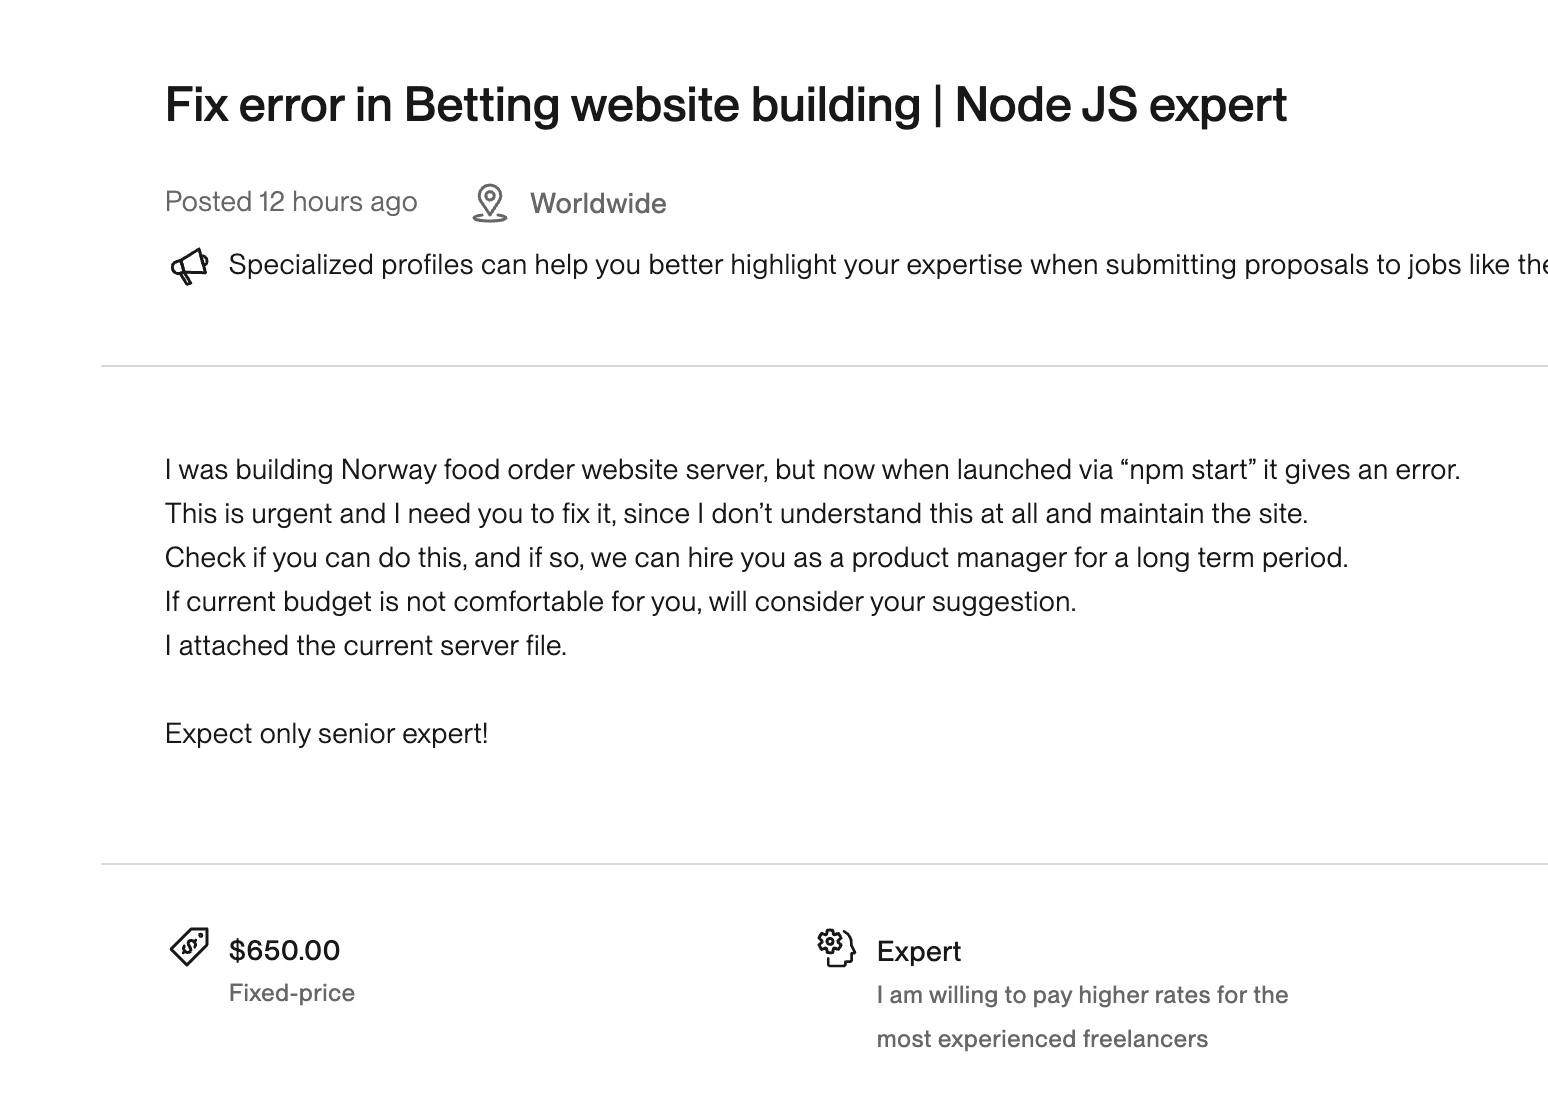 Fix error in Betting website building | Node JS expert
Posted 12 hours ago
Worldwide
Specialized profiles can help you better highlight your expertise when submitting proposals to jobs like the
I was building Norway food order website server, but now when launched via “npm start” it gives an error.
This is urgent and I need you to fix it, since I don’t understand this at all and maintain the site.
Check if you can do this, and if so, we can hire you as a product manager for a long term period.
If current budget is not comfortable for you, will consider your suggestion.
I attached the current server file.
Expect only senior expert!
$650.00
Fixed-price
Expert
I am willing to pay higher rates for the
most experienced freelancers